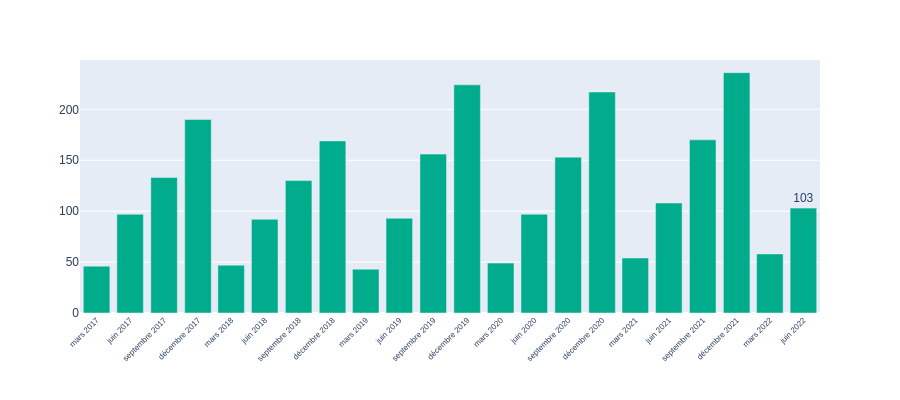 200
150
100
50
0
103
mars 2017
juin 2017
septembre 2017
décembre 2017
mars 2018
juin 2018
septembre 2018
décembre 2018
mars 2019
juin 2019
septembre 2019
décembre 2019
mars 2020
juin 2020
septembre 2020
décembre 2020
mars 2021
juin 2021
septembre 2021
décembre 2021
mars 2022
juin 2022